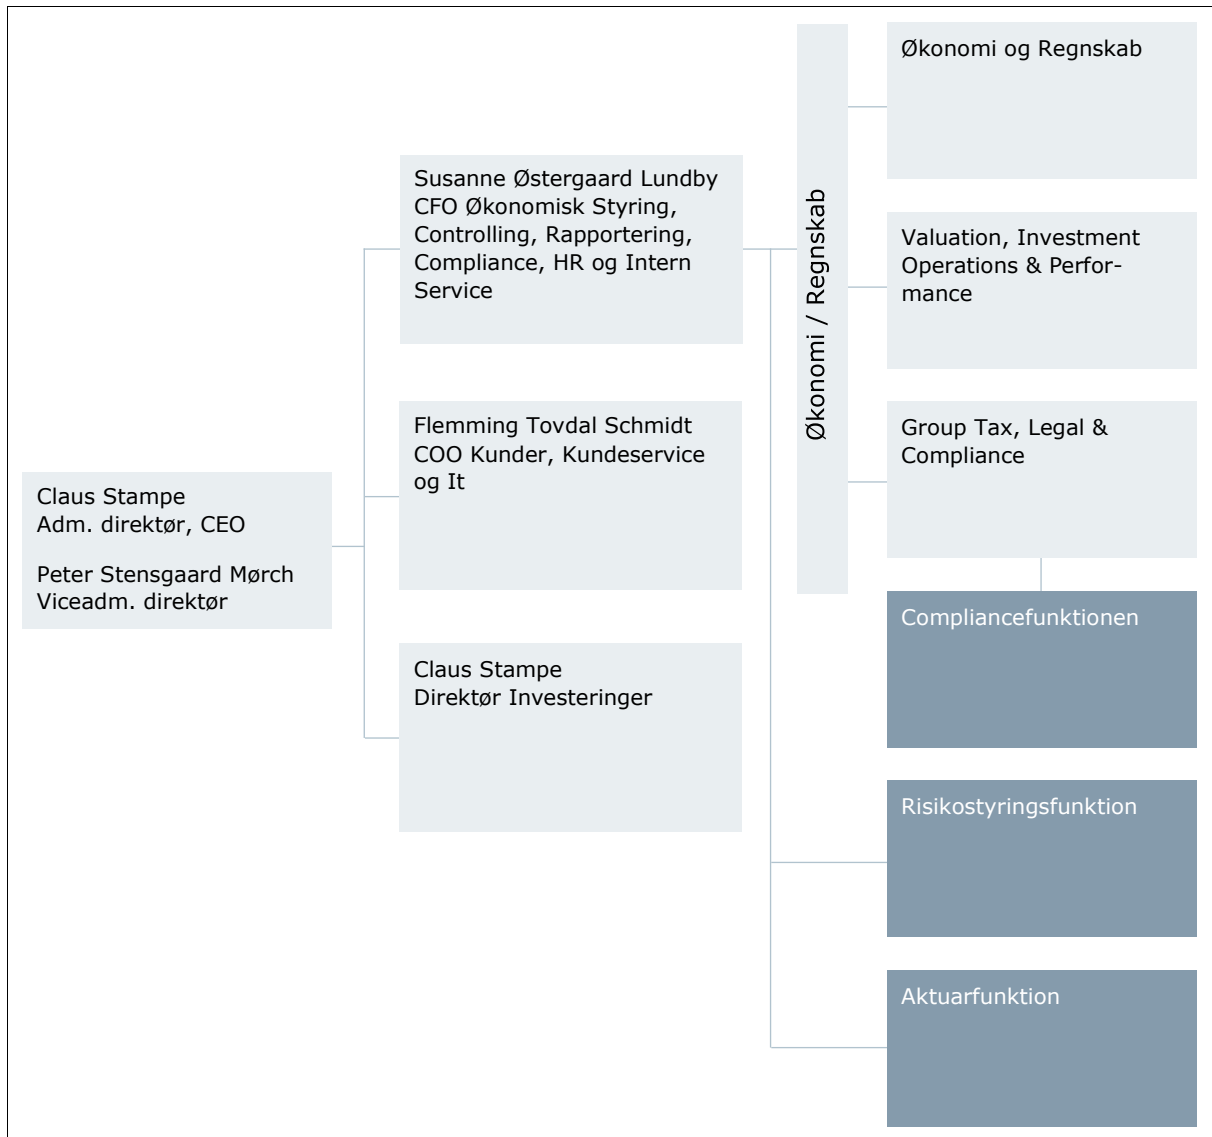 Claus Stampe
Adm. direktør, CEO
Peter Stensgaard Mørch
Viceadm. direktør
Susanne Østergaard Lundby
CFO Økonomisk Styring,
Controlling, Rapportering,
Compliance, HR og Intern
Service
Flemming Tovdal Schmidt
COO Kunder, Kundeservice
og It
Claus Stampe
Direktør Investeringer
Økonomi / Regnskab
Økonomi og Regnskab
Valuation, Investment
Operations & Perfor-
mance
Group Tax, Legal &
Compliance
Compliancefunktionen
Risikostyringsfunktion
Aktuarfunktion